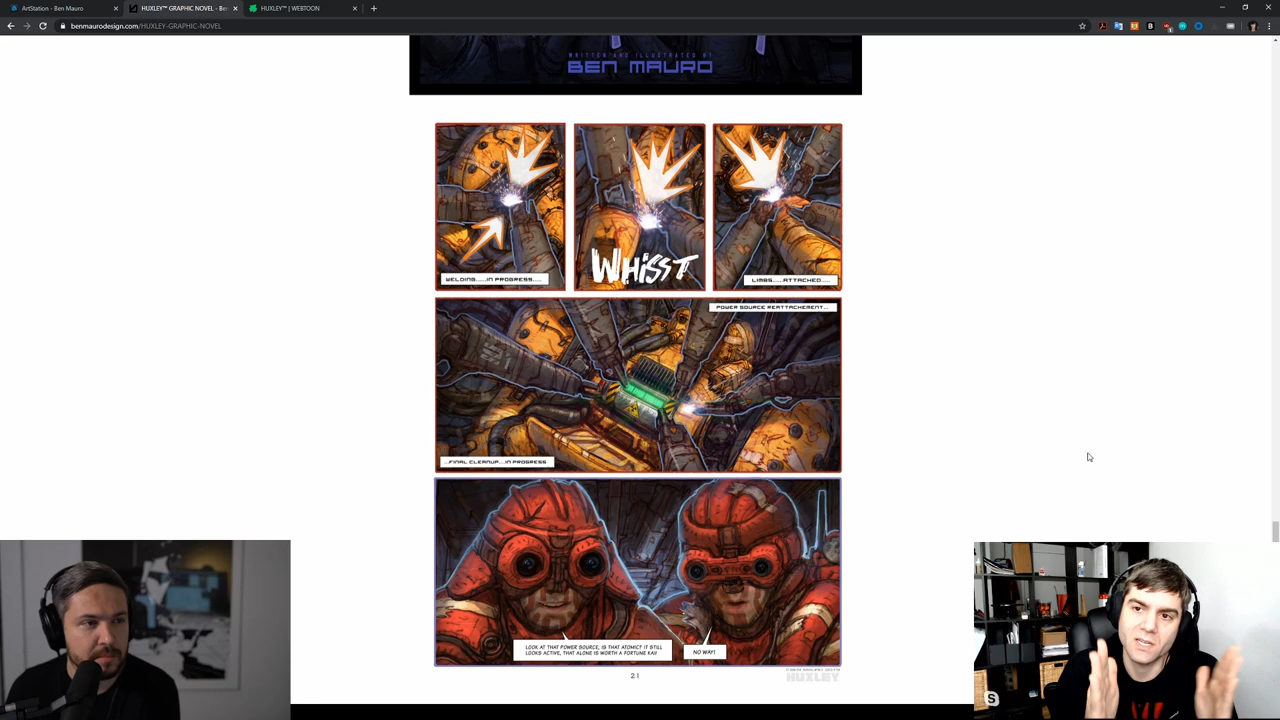 ArtStation - Ben Mauro
HUXLEY™ GRAPHIC NOVEL - Be
HUXLEY™ | WEBTOON
benmaurodesign.com/HUXLEY-GRAPHIC-NOVEL
WRITTEN AND ILLUSTRATED BY
BEN MAURO
WELDING.....IN PROGRESS.....
WHISST
LIMBS.....ATTACHED.....
POWER SOURCE REATTACHMENT...
...FINAL CLEANUP...IN PROGRESS
LOOK AT THAT POWER SOURCE, IS THAT ATOMIC? IT STILL
LOOKS ACTIVE, THAT ALONE IS WORTH A FORTUNE KAI!
NO WAY!
21
HUXLEY